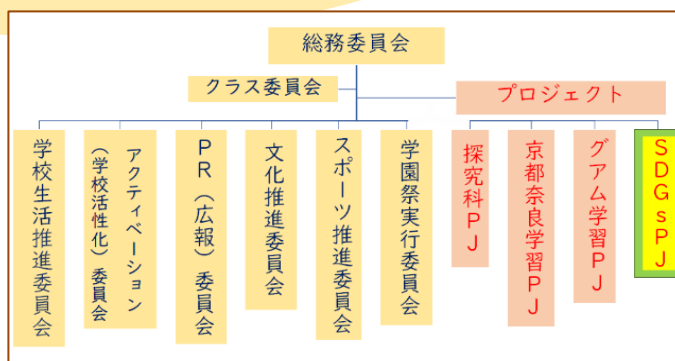 総務委員会
クラス委員会
プロジェクト
学校生活推進委員会
アクティベーション
(学校活性化)委員会
PR(広報)委員会
文化推進委員会
スポーツ推進委員会
学園祭実行委員会
探究科PJ
京都奈良学習PJ
グアム学習PJ
SDGsPJ